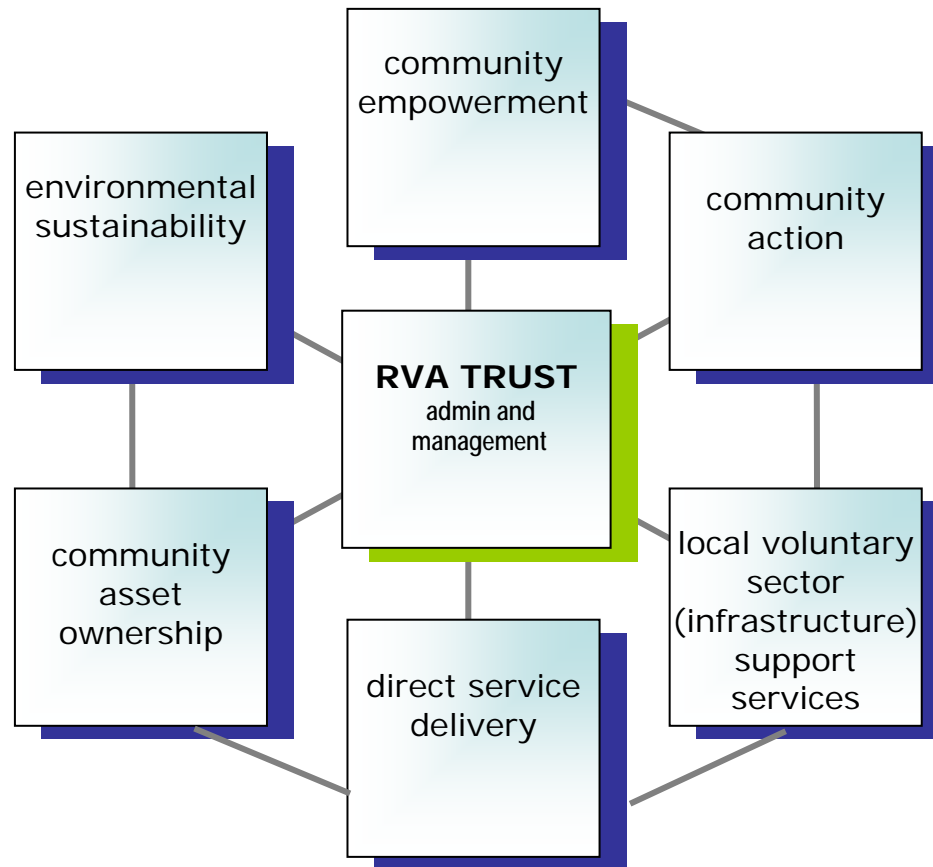 community
empowerment
environmental
sustainability
community
action
RVA TRUST
admin and
management
community
asset
ownership
local voluntary
sector
(infrastructure)
support
services
direct service
delivery